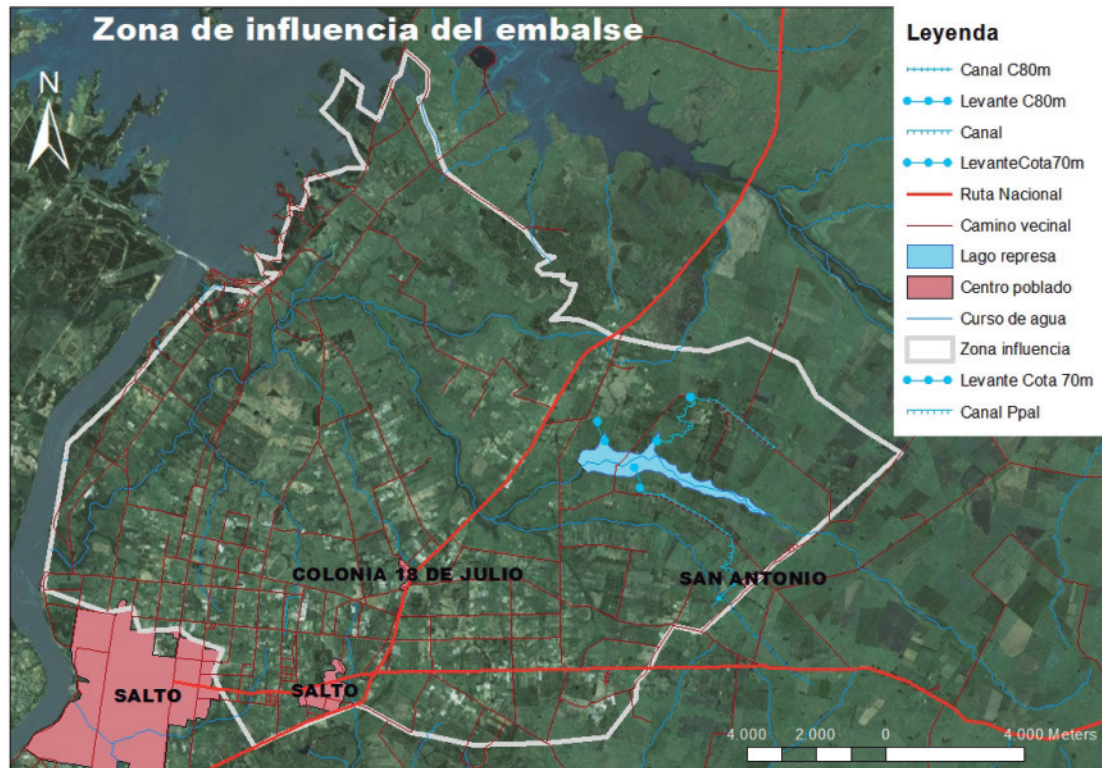 Zona de influencia del embalse
N
Leyenda
Canal C80m
Levante C80m
Canal
LevanteCota70m
Ruta Nacional
Camino vecinal
Lago represa
Centro poblado
Curso de agua
Zona influencia
Levante Cota 70m
Canal Ppal
COLONIA 18 DE JULIO
SAN ANTONIO
SALTO
SALTO
4.000 2.000 0 4.000 Meters